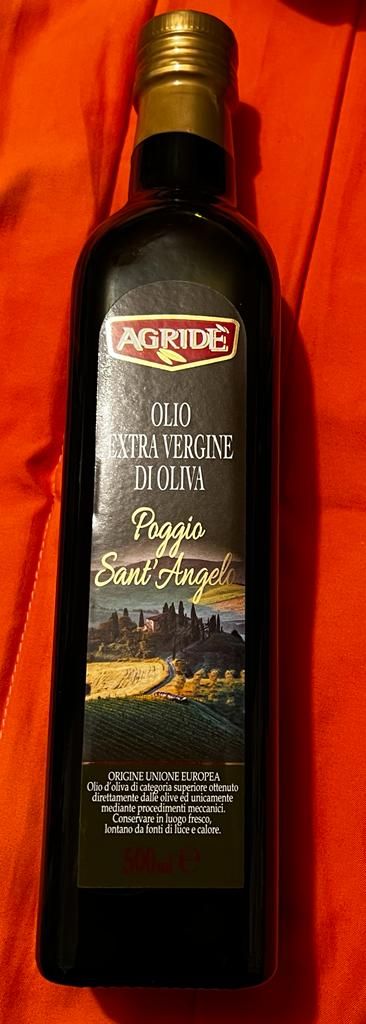 AGRIDÈ
OLIO
EXTRA VERGINE
DI OLIVA
Poggio
Sant'Angelo
ORIGINE UNIONE EUROPEA
Olio d'oliva di categoria superiore ottenuto
direttamente dalle olive ed unicamente
mediante procedimenti meccanici.
Conservare in luogo fresco,
lontano da fonti di luce e calore.
500ml e